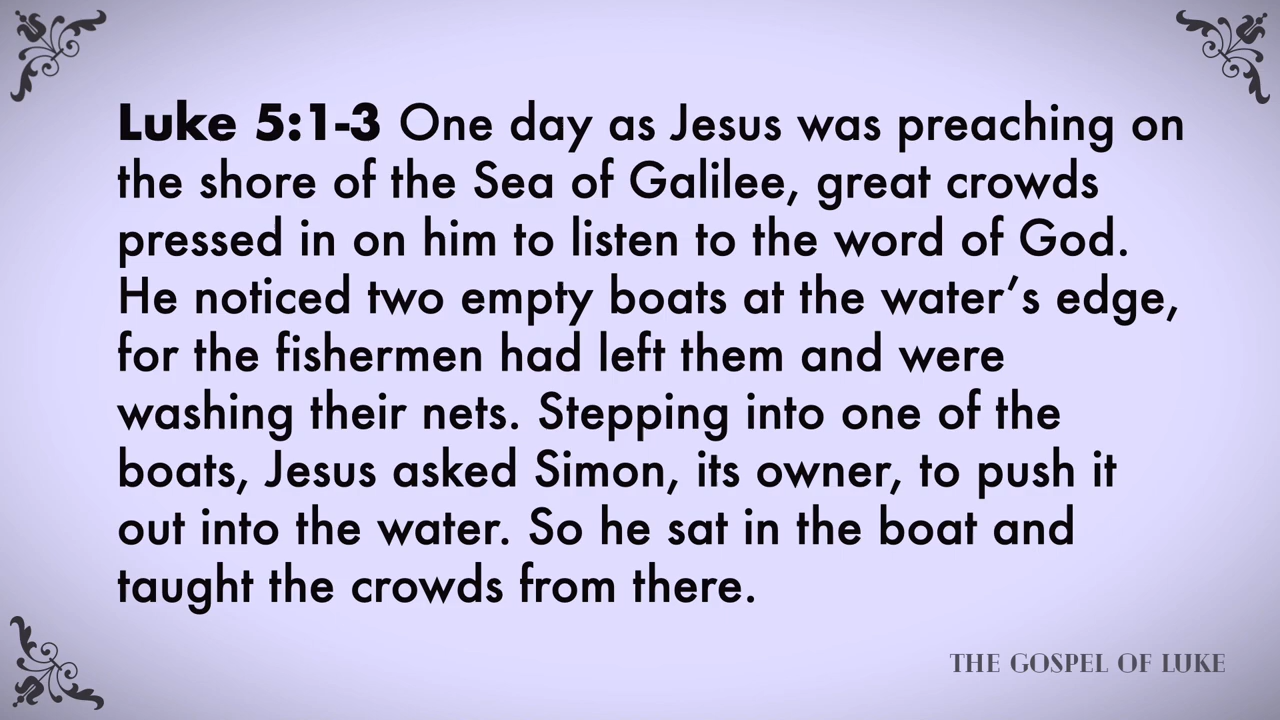 Luke 5:1-3 One day as Jesus was preaching on
the shore of the Sea of Galilee, great crowds
pressed in on him to listen to the word of God.
He noticed two empty boats at the water’s edge,
for the fishermen had left them and were
washing their nets. Stepping into one of the
boats, Jesus asked Simon, its owner, to push it
out into the water. So he sat in the boat and
taught the crowds from there.
THE GOSPEL OF LUKE